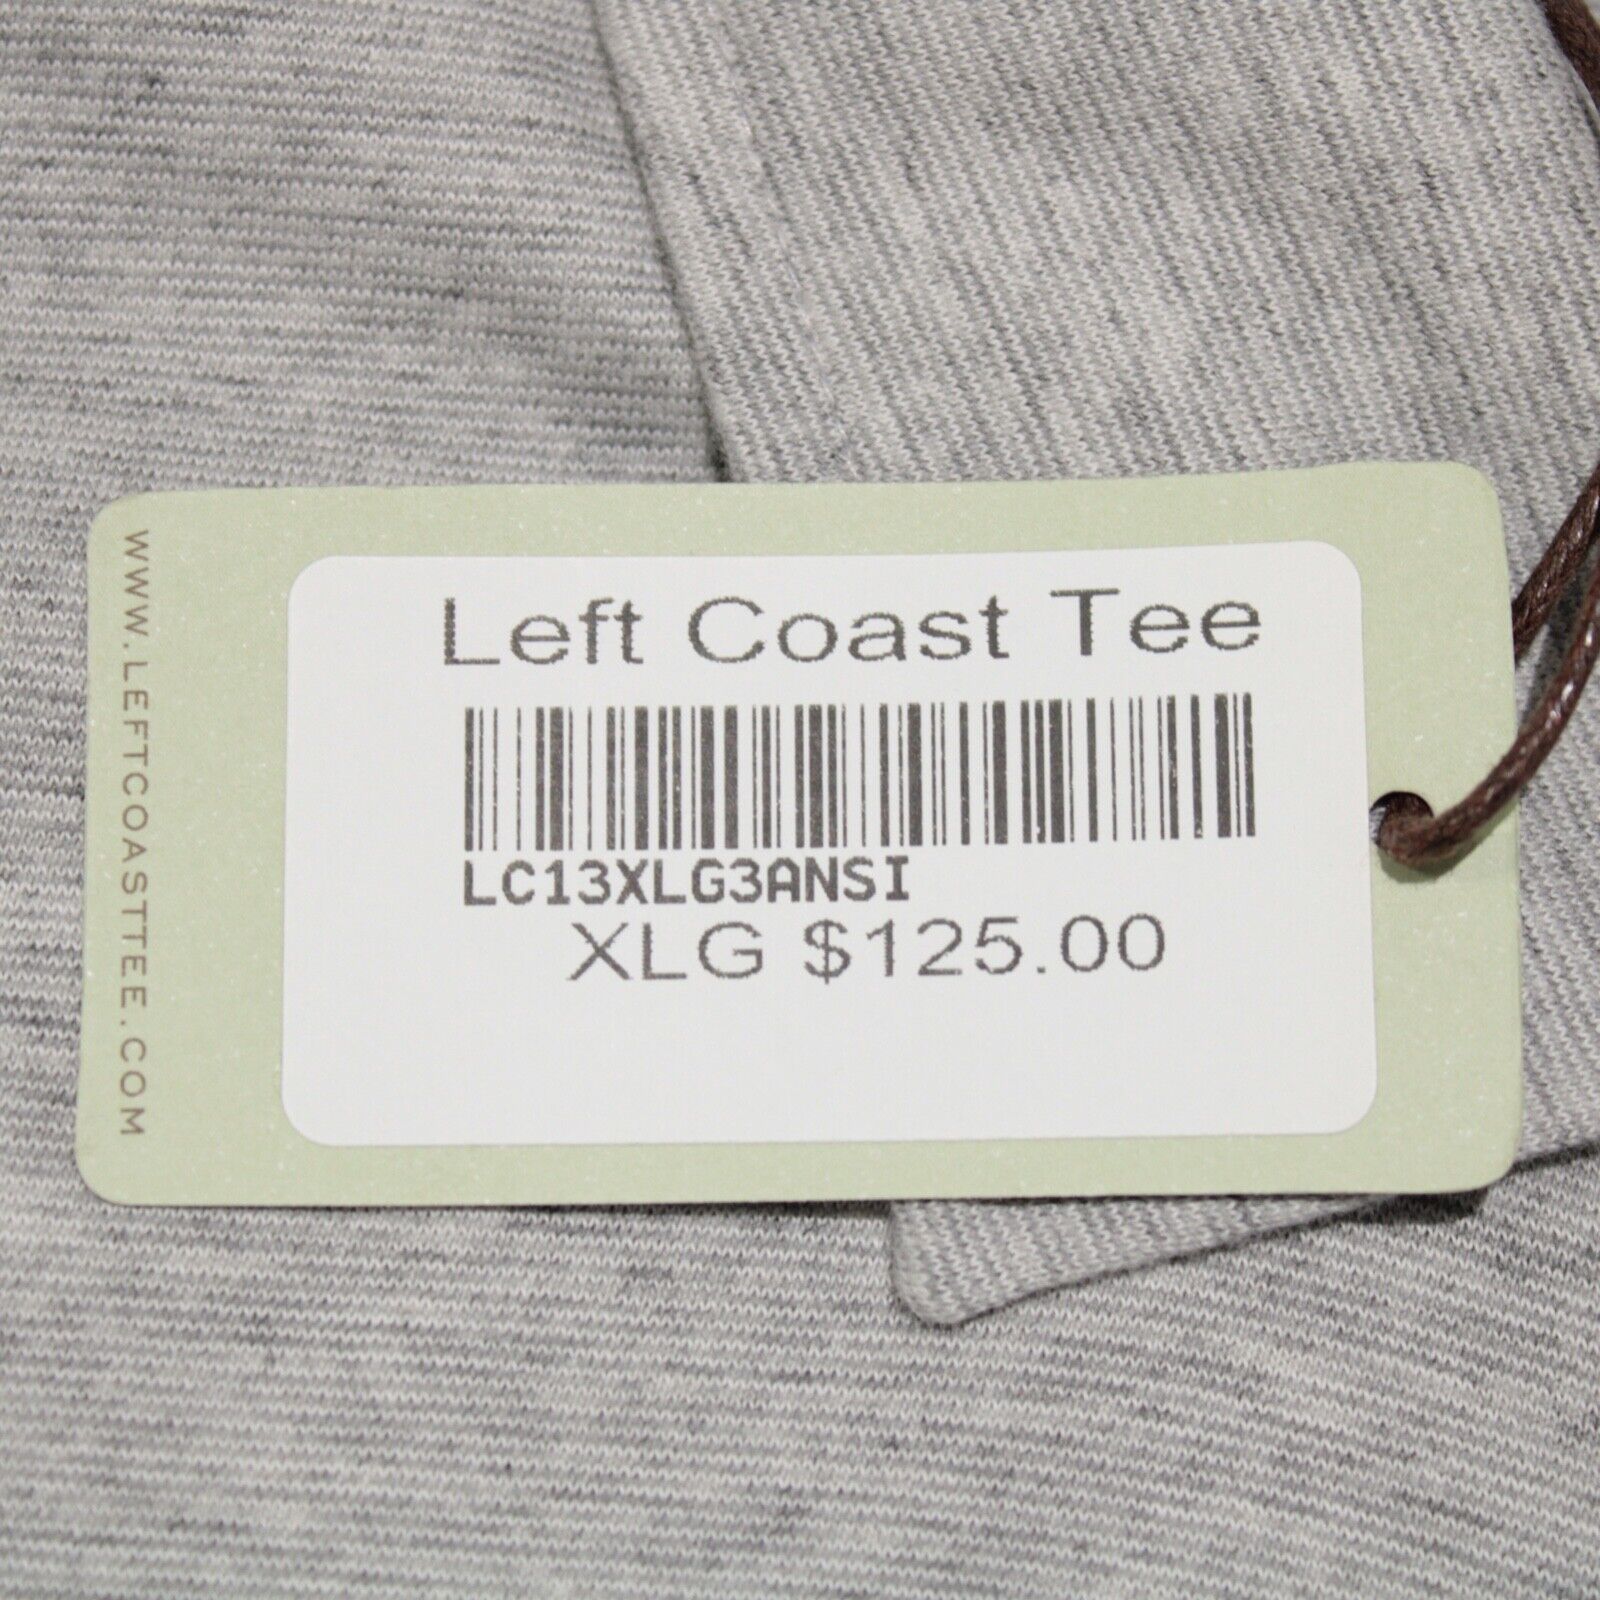 Left Coast Tee
LC13XLG3ANSI
XLG $125.00
WWW.LEFTCOASTTEE.COM